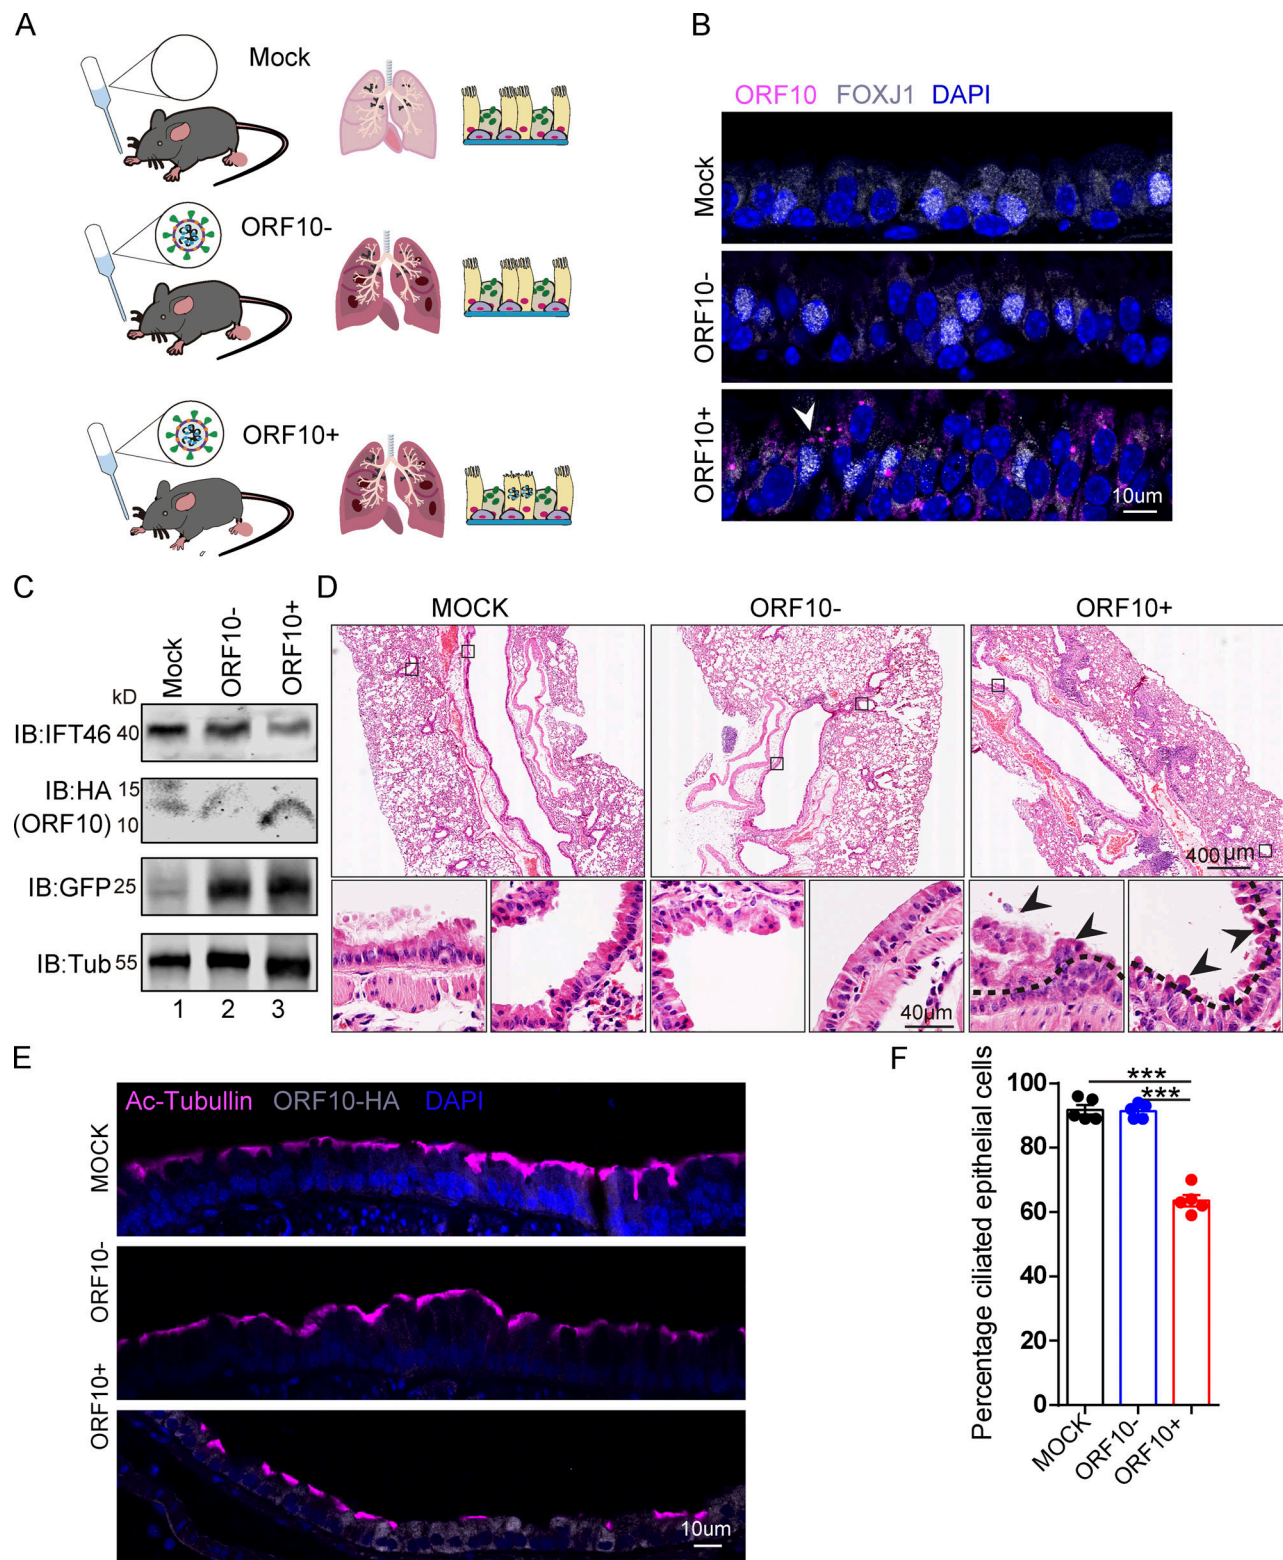 A
Mock
ORF10-
ORF10+
B
ORF10 FOXJ1 DAPI
Mock
ORF10-
ORF10+
10um
C
Mock
ORF10-
ORF10+
kD
IB:IFT46 40
IB:HA 15
(ORF10) 10
IB:GFP 25
IB:Tub 55
1 2 3
D
MOCK ORF10- ORF10+
400 µm
40µm
E
Ac-Tubullin ORF10-HA DAPI
MOCK
ORF10-
ORF10+
10um
F
Percentage ciliated epithelial cells
100
80
60
40
20
0
***
***
MOCK
ORF10-
ORF10+